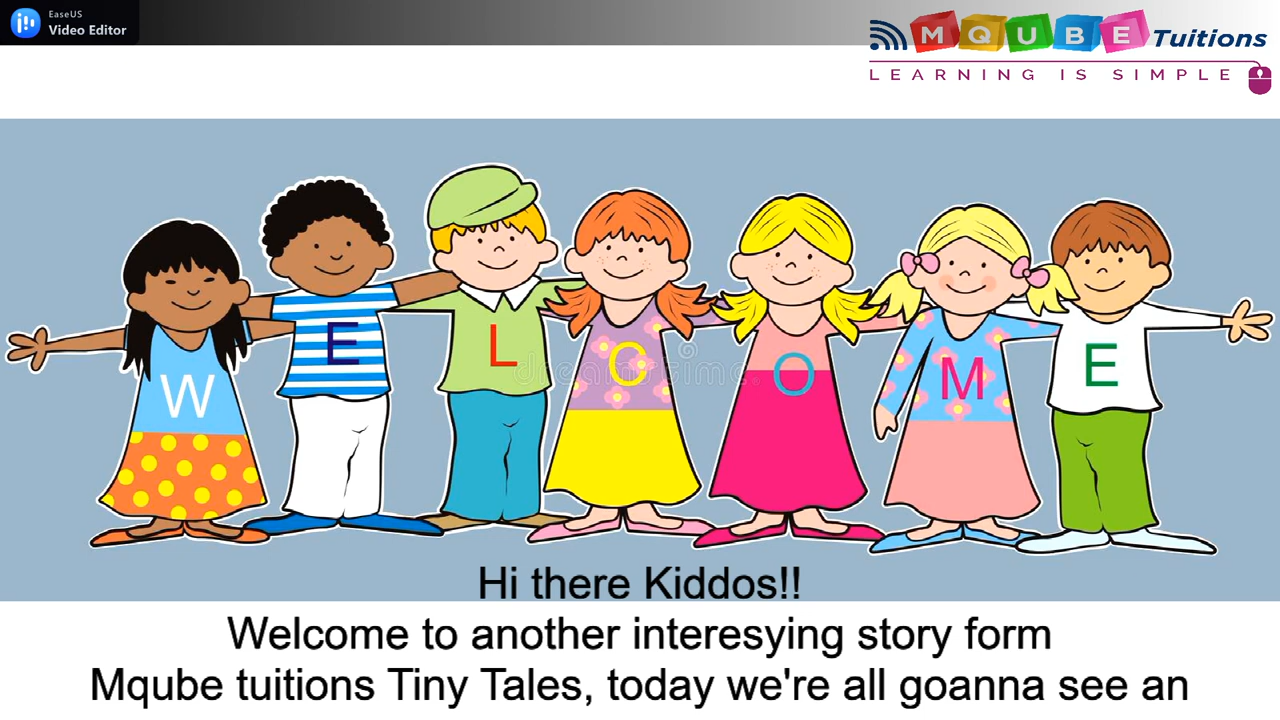 EaseUS
Video Editor
MQUBE Tuitions
LEARNING IS SIMPLE
W E L C O M E
dreamstime.
Hi there Kiddos!!
Welcome to another interesying story form
Mqube tuitions Tiny Tales, today we're all goanna see an